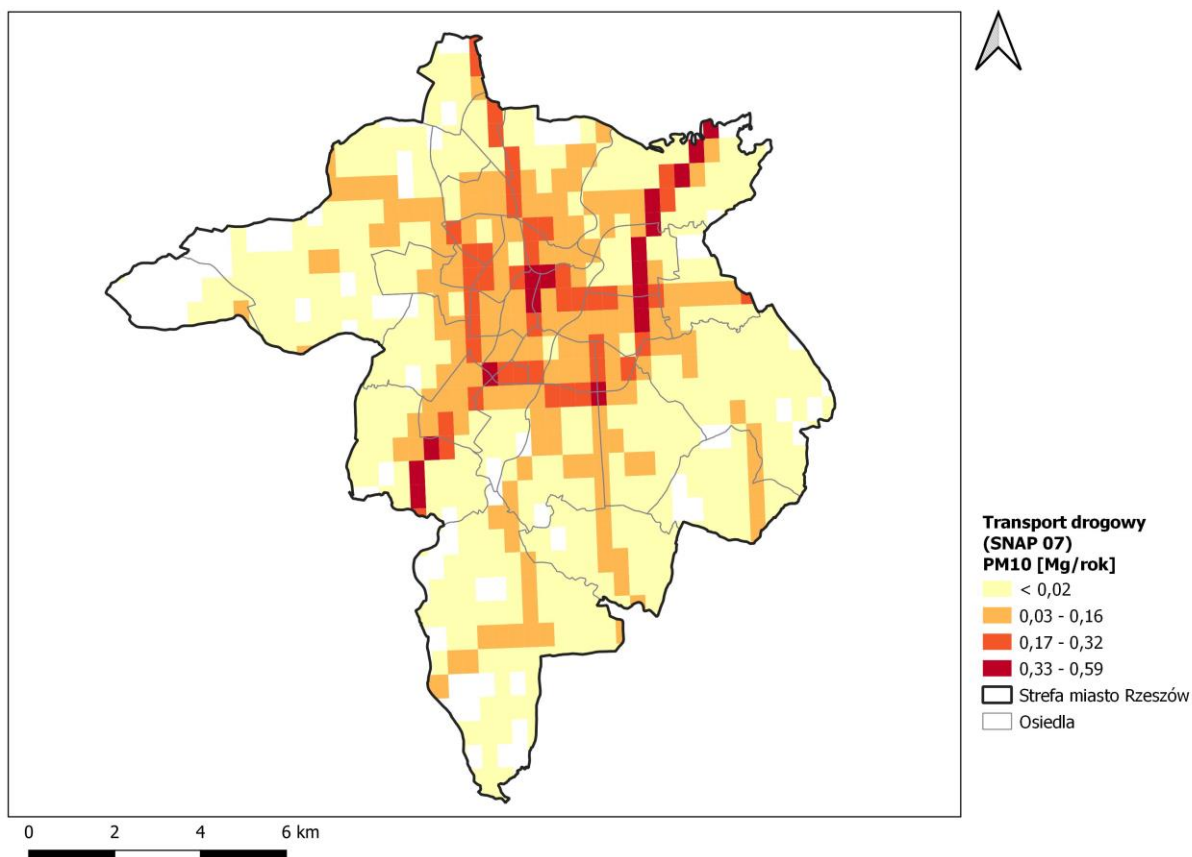 Transport drogowy
(SNAP 07)
PM10 [Mg/rok]
< 0,02
0,03 - 0,16
0,17 - 0,32
0,33 - 0,59
Strefa miasto Rzeszów
Osiedla
0 2 4 6 km